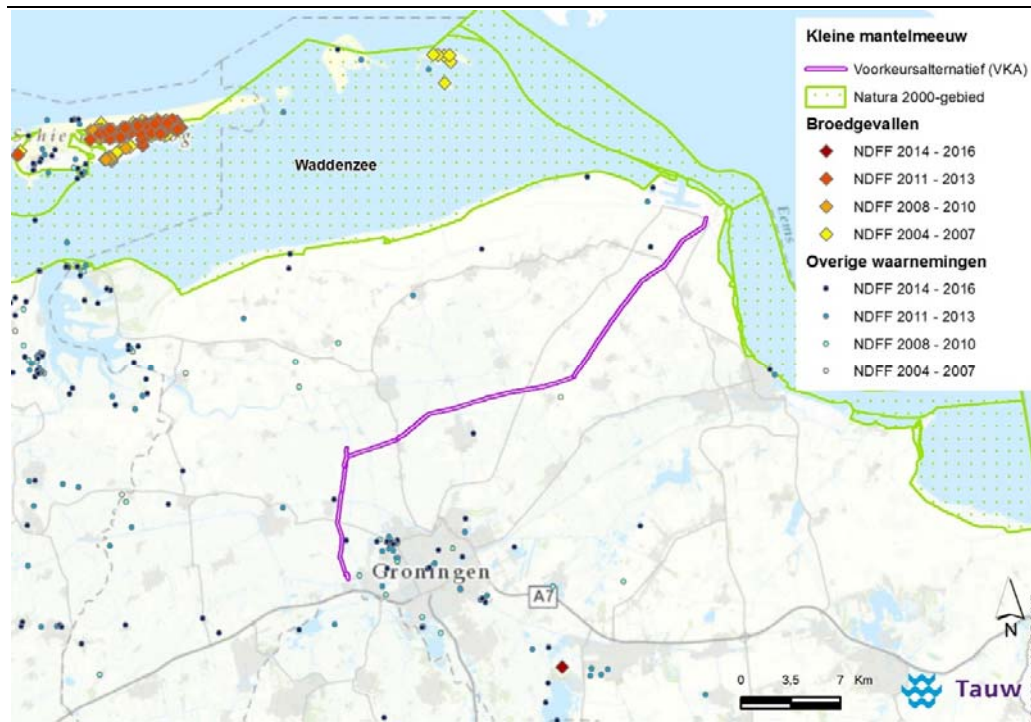 Kleine mantelmeeuw
Voorkeursalternatief (VKA)
Natura 2000-gebied
Broedgevallen
NDFF 2014 - 2016
NDFF 2011 - 2013
NDFF 2008 - 2010
NDFF 2004 - 2007
Overige waarnemingen
NDFF 2014 - 2016
NDFF 2011 - 2013
NDFF 2008 - 2010
NDFF 2004 - 2007
Waddenzee
Eems
Groningen
A7
N
0 3,5 7 Km
Tauw